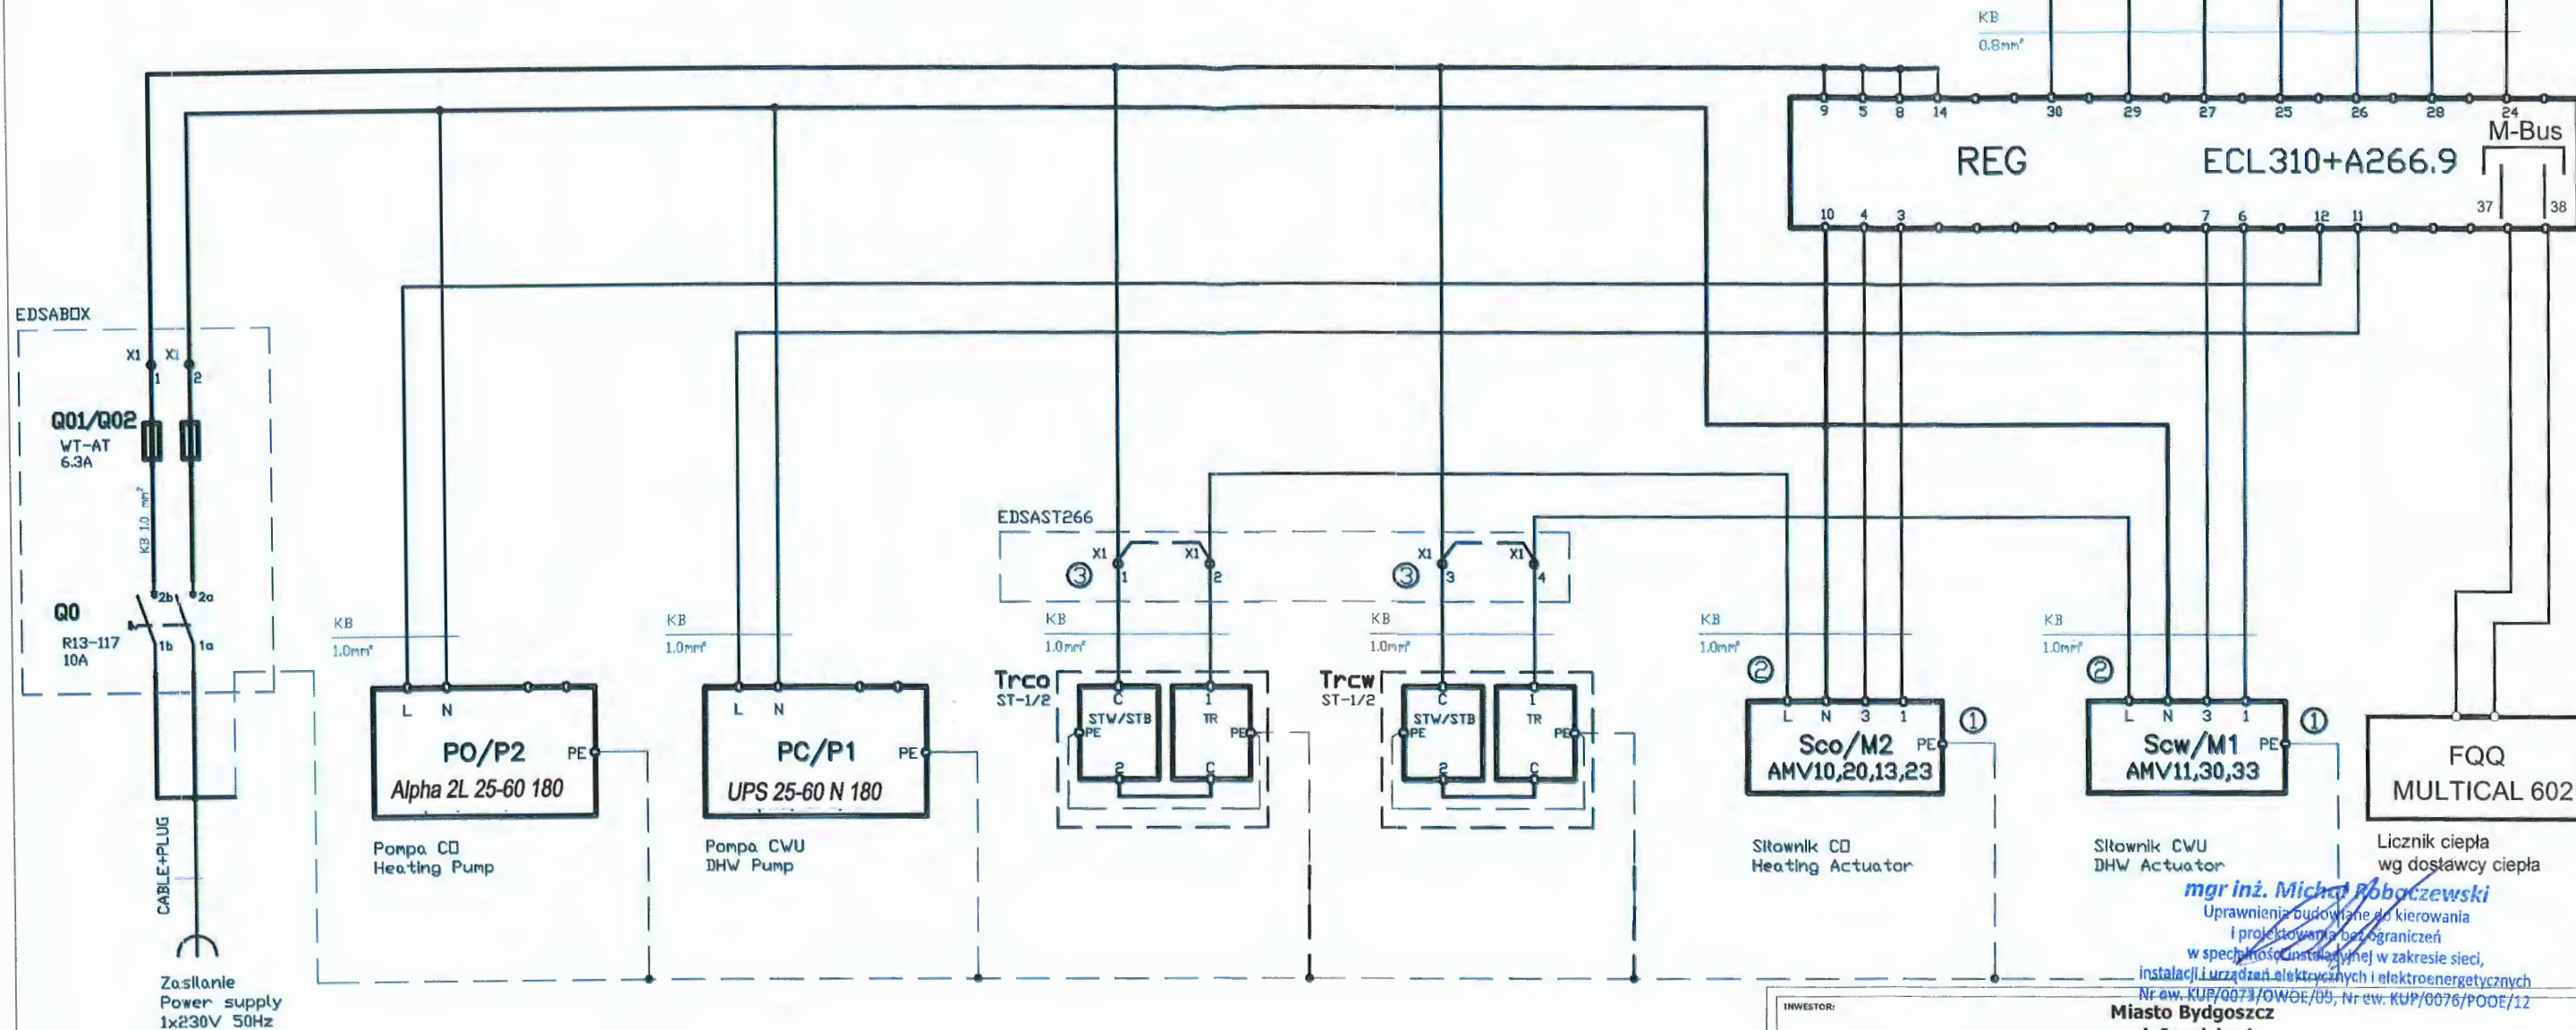 KB
0.8mm²
9 5 8 14 30 29 27 25 26 28 24
M-Bus
REG ECL310+A266.9
10 4 3 7 6 12 11 37 38
EDSABOX
X1 X1
1 2
Q01/Q02
WT-AT
6.3A
KB 1.0 mm²
2b 2a
Q0
R13-117
10A
1b 1a
CABLE+PLUG
Zasilanie
Power supply
1x230V 50Hz
KB
1.0mm²
L N
PO/P2 PE
Alpha 2L 25-60 180
Pompa CO
Heating Pump
KB
1.0mm²
L N
PC/P1 PE
UPS 25-60 N 180
Pompa CWU
DHW Pump
EDSAST266
X1 X1 X1 X1
3 1 2 3 3 4
KB
1.0mm²
Trco
ST-1/2
C 1
STW/STB TR
PE PE
2 C
KB
1.0mm²
Trcw
ST-1/2
C 1
STW/STB TR
PE PE
2 C
KB
1.0mm²
2
L N 3 1 1
Sco/M2 PE
AMV10,20,13,23
Siłownik CO
Heating Actuator
KB
1.0mm²
2
L N 3 1 1
Scw/M1 PE
AMV11,30,33
Siłownik CWU
DHW Actuator
FQQ
MULTICAL 602
Licznik ciepła
wg dostawcy ciepła
mgr inż. Michał Robaczewski
Uprawnienia budowlane do kierowania
i projektowania bez ograniczeń
w specjalności instalacyjnej w zakresie sieci,
instalacji i urządzeń elektrycznych i elektroenergetycznych
Nr ew. KUP/0073/OWOE/09, Nr ew. KUP/0076/POOE/12
INWESTOR:
Miasto Bydgoszcz